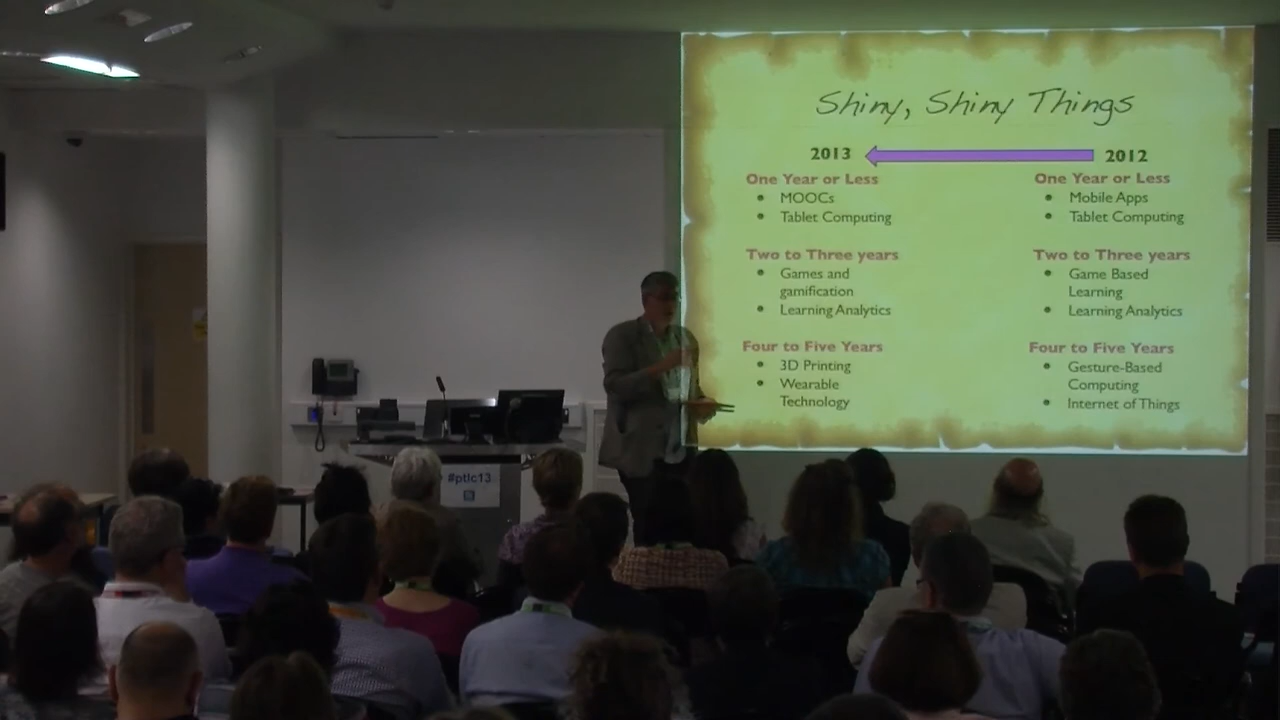 Shiny, Shiny Things
2013
2012
One Year or Less
• MOOCs
• Tablet Computing
Two to Three years
• Games and
gamification
• Learning Analytics
Four to Five Years
• 3D Printing
• Wearable
Technology
One Year or Less
• Mobile Apps
• Tablet Computing
Two to Three years
• Game Based
Learning
• Learning Analytics
Four to Five Years
• Gesture-Based
Computing
• Internet of Things
#ptlc13